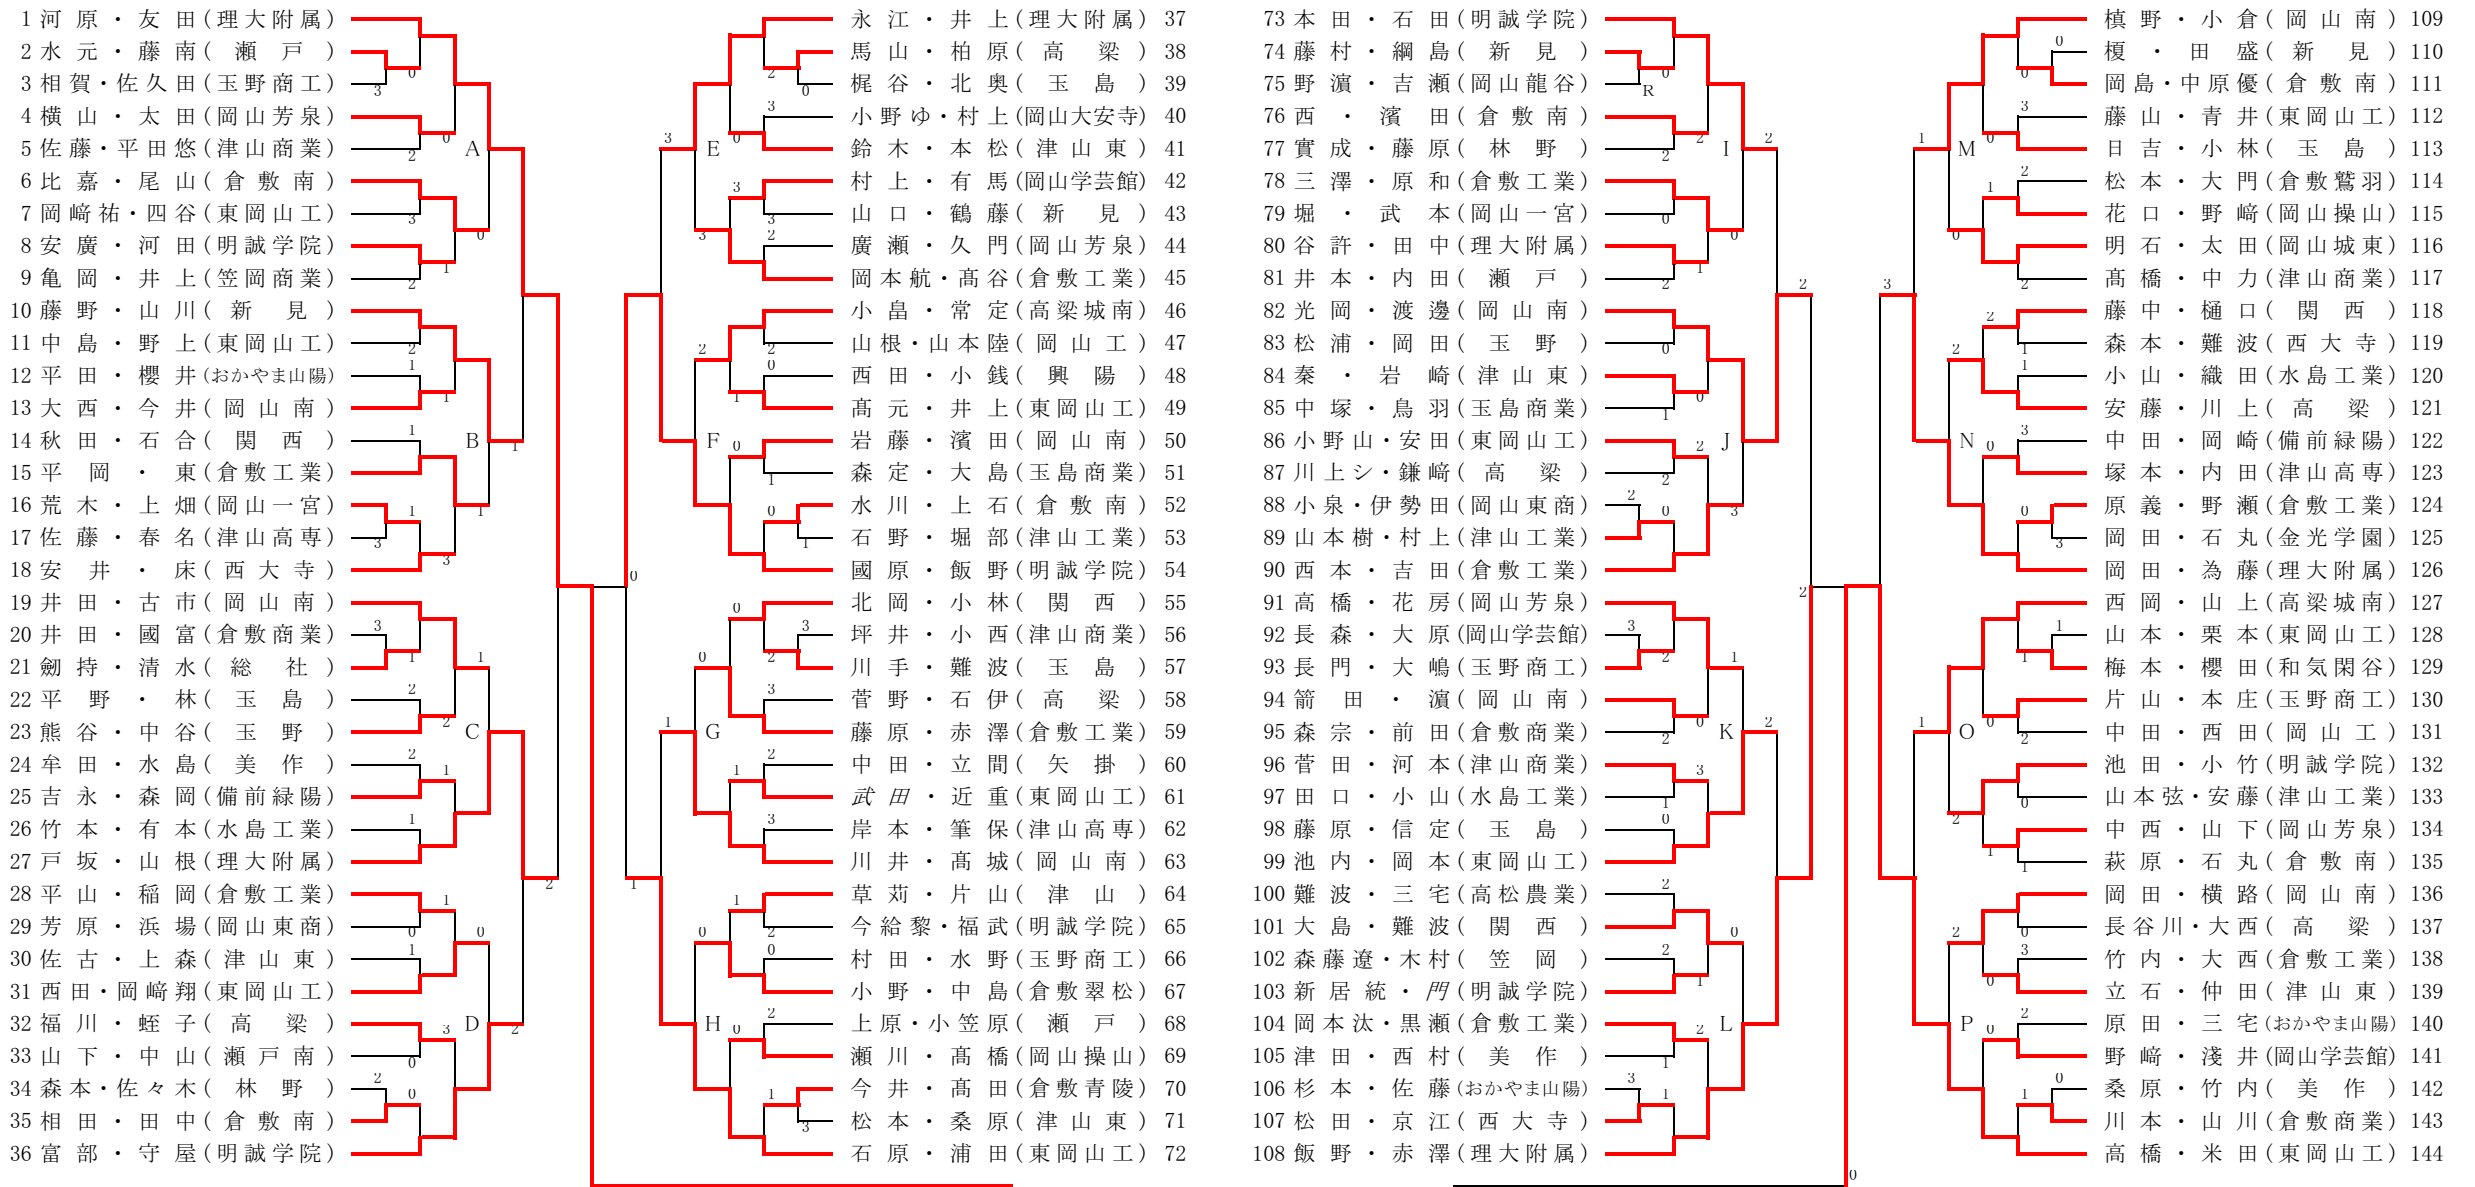 1 河原・友田(理大附属)
2 水元・藤南(瀬戸)
3 相賀・佐久田(玉野商工)
4 横山・太田(岡山芳泉)
5 佐藤・平田悠(津山商業)
6 比嘉・尾山(倉敷南)
7 岡﨑祐・四谷(東岡山工)
8 安廣・河田(明誠学院)
9 亀岡・井上(笠岡商業)
10 藤野・山川(新見)
11 中島・野上(東岡山工)
12 平田・櫻井(おかやま山陽)
13 大西・今井(岡山南)
14 秋田・石合(関西)
15 平岡・東(倉敷工業)
16 荒木・上畑(岡山一宮)
17 佐藤・春名(津山高専)
18 安井・床(西大寺)
19 井田・古市(岡山南)
20 井田・國富(倉敷商業)
21 劒持・清水(総社)
22 平野・林(玉島)
23 熊谷・中谷(玉野)
24 牟田・水島(美作)
25 吉永・森岡(備前緑陽)
26 竹本・有本(水島工業)
27 戸坂・山根(理大附属)
28 平山・稲岡(倉敷工業)
29 芳原・浜場(岡山東商)
30 佐古・上森(津山東)
31 西田・岡﨑翔(東岡山工)
32 福川・蛭子(高梁)
33 山下・中山(瀬戸南)
34 森本・佐々木(林野)
35 相田・田中(倉敷南)
36 富部・守屋(明誠学院)
A
B
C
D
永江・井上(理大附属) 37
馬山・柏原(高梁) 38
梶谷・北奥(玉島) 39
小野ゆ・村上(岡山大安寺) 40
鈴木・本松(津山東) 41
村上・有馬(岡山学芸館) 42
山口・鶴藤(新見) 43
廣瀬・久門(岡山芳泉) 44
岡本航・髙谷(倉敷工業) 45
小畠・常定(高梁城南) 46
山根・山本陸(岡山工) 47
西田・小銭(興陽) 48
髙元・井上(東岡山工) 49
岩藤・濱田(岡山南) 50
森定・大島(玉島商業) 51
水川・上石(倉敷南) 52
石野・堀部(津山工業) 53
國原・飯野(明誠学院) 54
北岡・小林(関西) 55
坪井・小西(津山商業) 56
川手・難波(玉島) 57
菅野・石伊(高梁) 58
藤原・赤澤(倉敷工業) 59
中田・立間(矢掛) 60
武田・近重(東岡山工) 61
岸本・筆保(津山高専) 62
川井・髙城(岡山南) 63
草苅・片山(津山) 64
今給黎・福武(明誠学院) 65
村田・水野(玉野商工) 66
小野・中島(倉敷翠松) 67
上原・小笠原(瀬戸) 68
瀬川・髙橋(岡山操山) 69
今井・髙田(倉敷青陵) 70
松本・桑原(津山東) 71
石原・浦田(東岡山工) 72
E
F
G
H
73 本田・石田(明誠学院)
74 藤村・綱島(新見)
75 野濵・吉瀬(岡山龍谷)
76 西・濱田(倉敷南)
77 實成・藤原(林野)
78 三澤・原和(倉敷工業)
79 堀・武本(岡山一宮)
80 谷許・田中(理大附属)
81 井本・内田(瀬戸)
82 光岡・渡邊(岡山南)
83 松浦・岡田(玉野)
84 秦・岩崎(津山東)
85 中塚・鳥羽(玉島商業)
86 小野山・安田(東岡山工)
87 川上シ・鎌﨑(高梁)
88 小泉・伊勢田(岡山東商)
89 山本樹・村上(津山工業)
90 西本・吉田(倉敷工業)
91 高橋・花房(岡山芳泉)
92 長森・大原(岡山学芸館)
93 長門・大嶋(玉野商工)
94 箭田・濵(岡山南)
95 森宗・前田(倉敷商業)
96 菅田・河本(津山商業)
97 田口・小山(水島工業)
98 藤原・信定(玉島)
99 池内・岡本(東岡山工)
100 難波・三宅(高松農業)
101 大島・難波(関西)
102 森藤遼・木村(笠岡)
103 新居統・門(明誠学院)
104 岡本汰・黒瀬(倉敷工業)
105 津田・西村(美作)
106 杉本・佐藤(おかやま山陽)
107 松田・京江(西大寺)
108 飯野・赤澤(理大附属)
R
I
J
K
L
槙野・小倉(岡山南) 109
榎・田盛(新見) 110
岡島・中原優(倉敷南) 111
藤山・青井(東岡山工) 112
日吉・小林(玉島) 113
松本・大門(倉敷鷲羽) 114
花口・野﨑(岡山操山) 115
明石・太田(岡山城東) 116
髙橋・中力(津山商業) 117
藤中・樋口(関西) 118
森本・難波(西大寺) 119
小山・織田(水島工業) 120
安藤・川上(高梁) 121
中田・岡崎(備前緑陽) 122
塚本・内田(津山高専) 123
原義・野瀬(倉敷工業) 124
岡田・石丸(金光学園) 125
岡田・為藤(理大附属) 126
西岡・山上(高梁城南) 127
山本・栗本(東岡山工) 128
梅本・櫻田(和気閑谷) 129
片山・本庄(玉野商工) 130
中田・西田(岡山工) 131
池田・小竹(明誠学院) 132
山本弦・安藤(津山工業) 133
中西・山下(岡山芳泉) 134
萩原・石丸(倉敷南) 135
岡田・横路(岡山南) 136
長谷川・大西(高梁) 137
竹内・大西(倉敷工業) 138
立石・仲田(津山東) 139
原田・三宅(おかやま山陽) 140
野﨑・淺井(岡山学芸館) 141
桑原・竹内(美作) 142
川本・山川(倉敷商業) 143
高橋・米田(東岡山工) 144
M
N
O
P